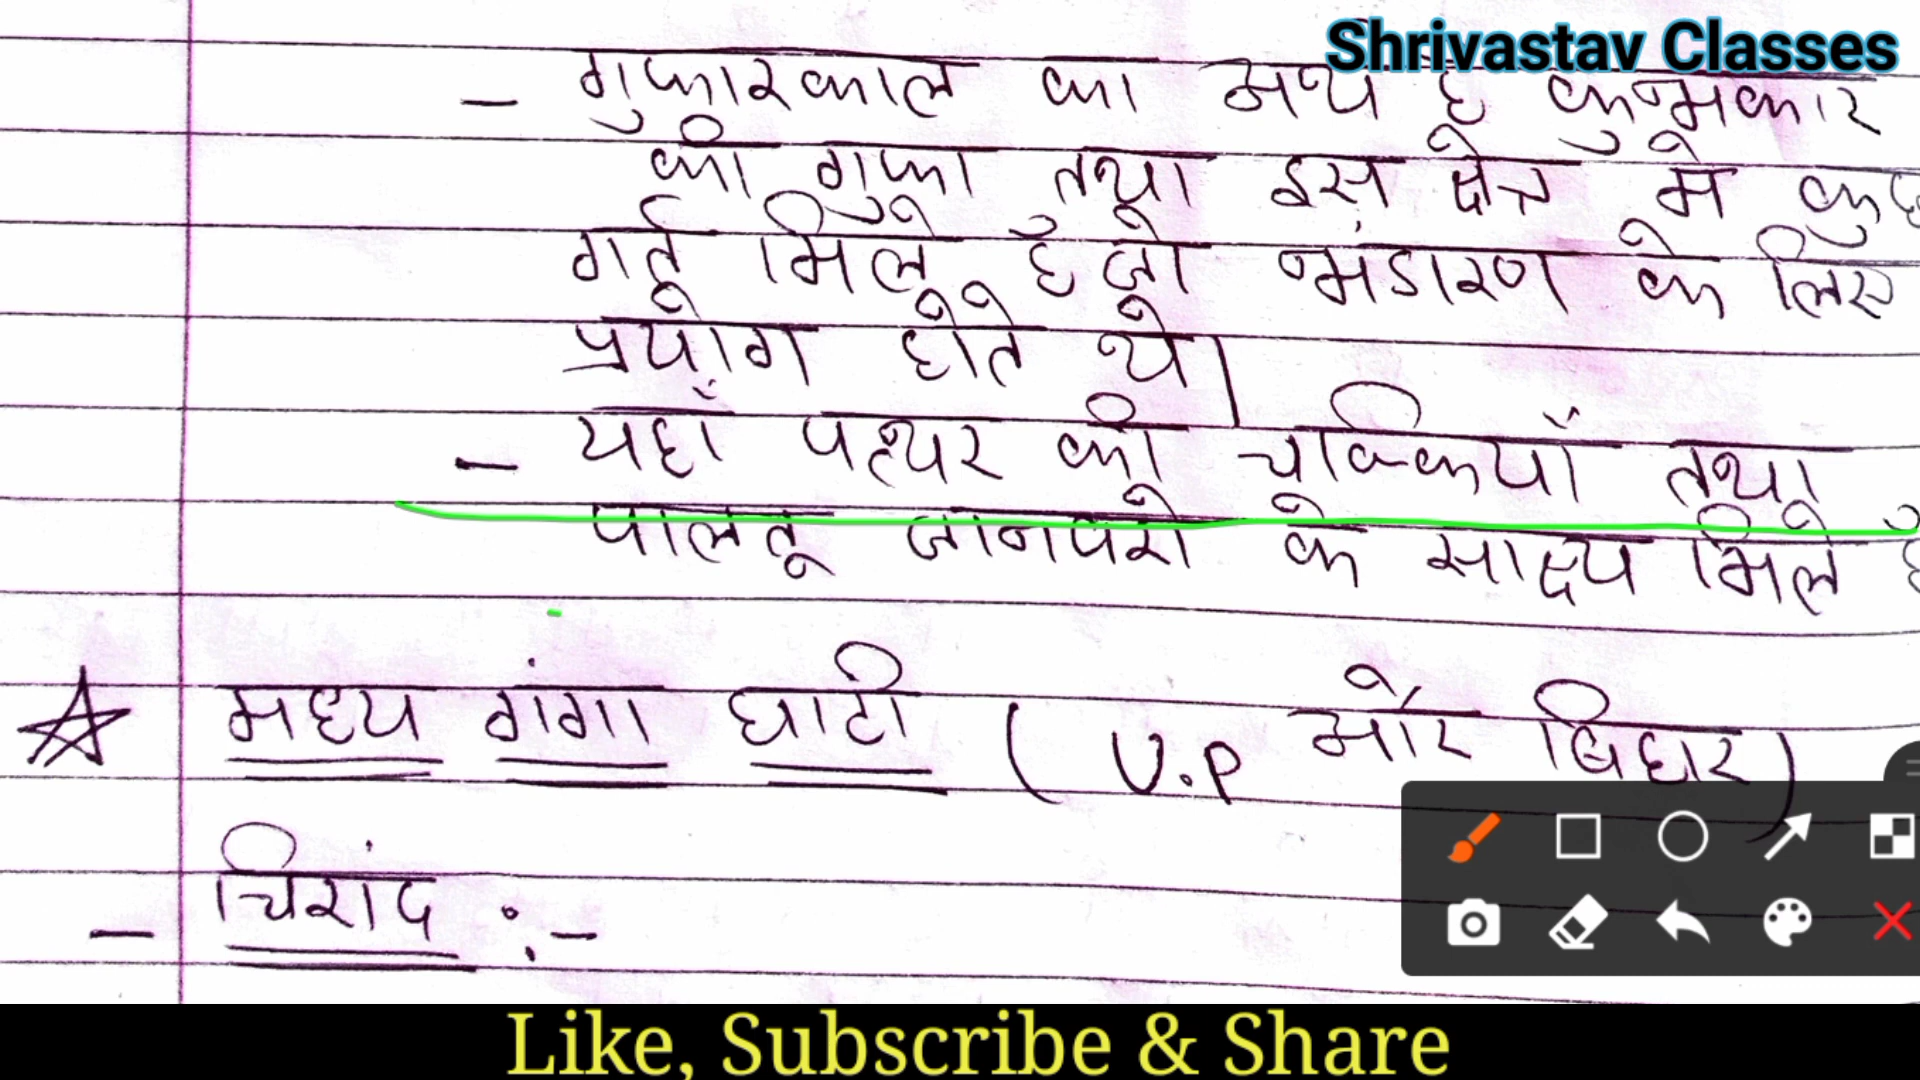 Shrivastav Classes
- गुफारकाल का अर्थ है कुम्भकार
की गुफा तथा इस क्षेत्र में कुछ
गर्त मिले है जो भंडारण के लिए
प्रयोग होते थे।
- यहाँ पत्थर की चक्कियाँ तथा
पालतू जानवरो के साक्ष्य मिले है
☆ मध्य गंगा घाटी ( U.P और बिहार)
- चिरांद :-
Like, Subscribe & Share